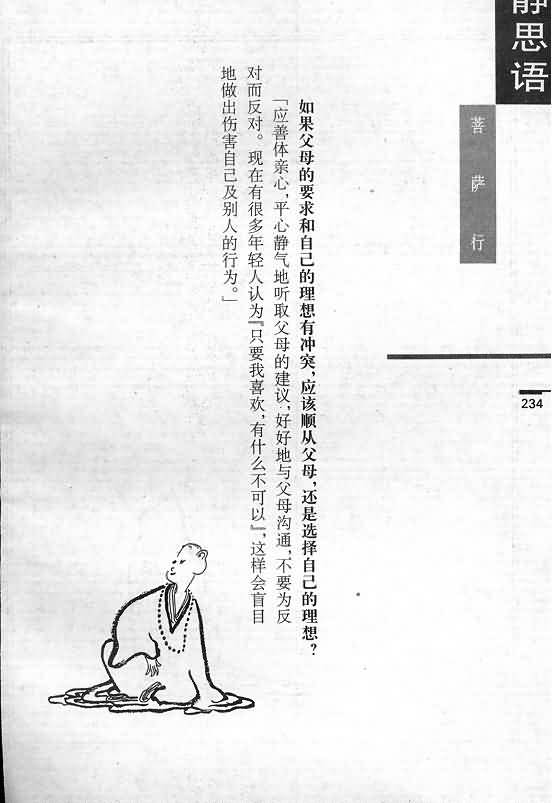 静思语
菩萨行
234
如果父母的要求和自己的理想有冲突，应该顺从父母，还是选择自己的理想？
「应善体亲心，平心静气地听取父母的建议，好好地与父母沟通，不要为反
对而反对。现在有很多年轻人认为『只要我喜欢，有什么不可以』，这样会盲目
地做出伤害自己及别人的行为。」